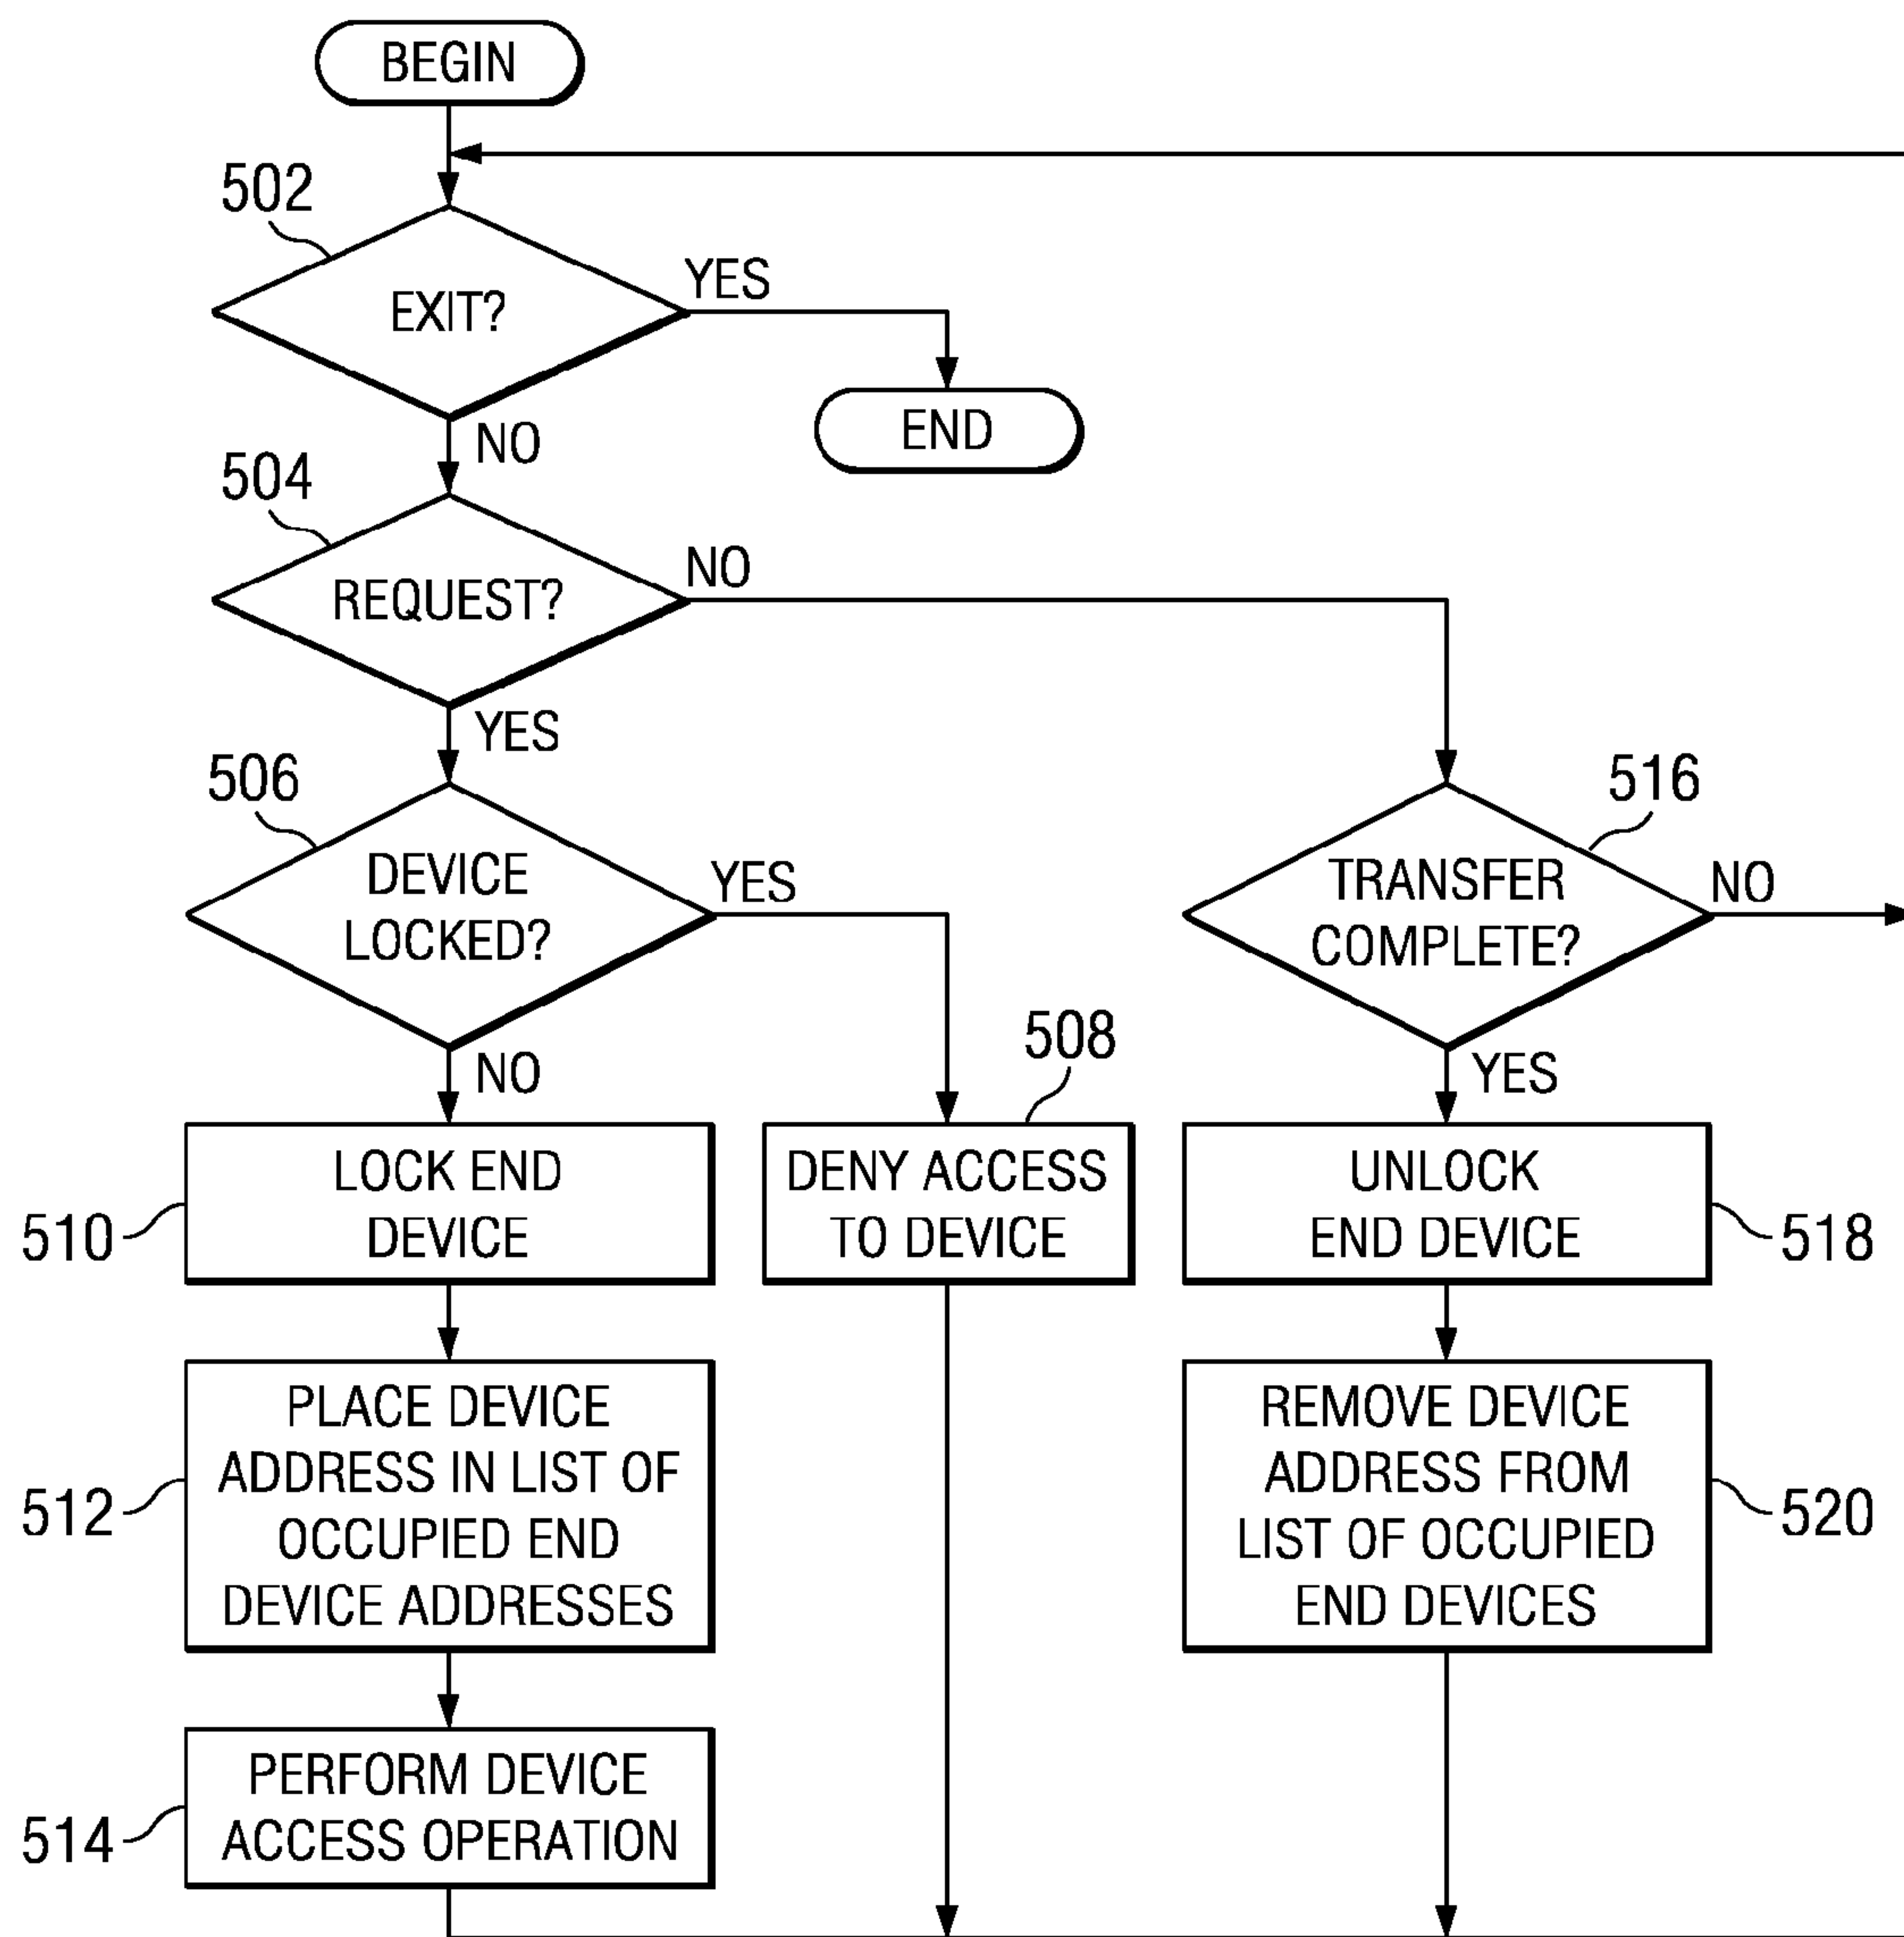 BEGIN
502
EXIT?
YES
END
NO
504
REQUEST?
NO
YES
506
DEVICE
LOCKED?
YES
516
TRANSFER
COMPLETE?
NO
NO
508
YES
LOCK END
DEVICE
510
DENY ACCESS
TO DEVICE
UNLOCK
END DEVICE
518
PLACE DEVICE
ADDRESS IN LIST OF
OCCUPIED END
DEVICE ADDRESSES
512
REMOVE DEVICE
ADDRESS FROM
LIST OF OCCUPIED
END DEVICES
520
PERFORM DEVICE
ACCESS OPERATION
514